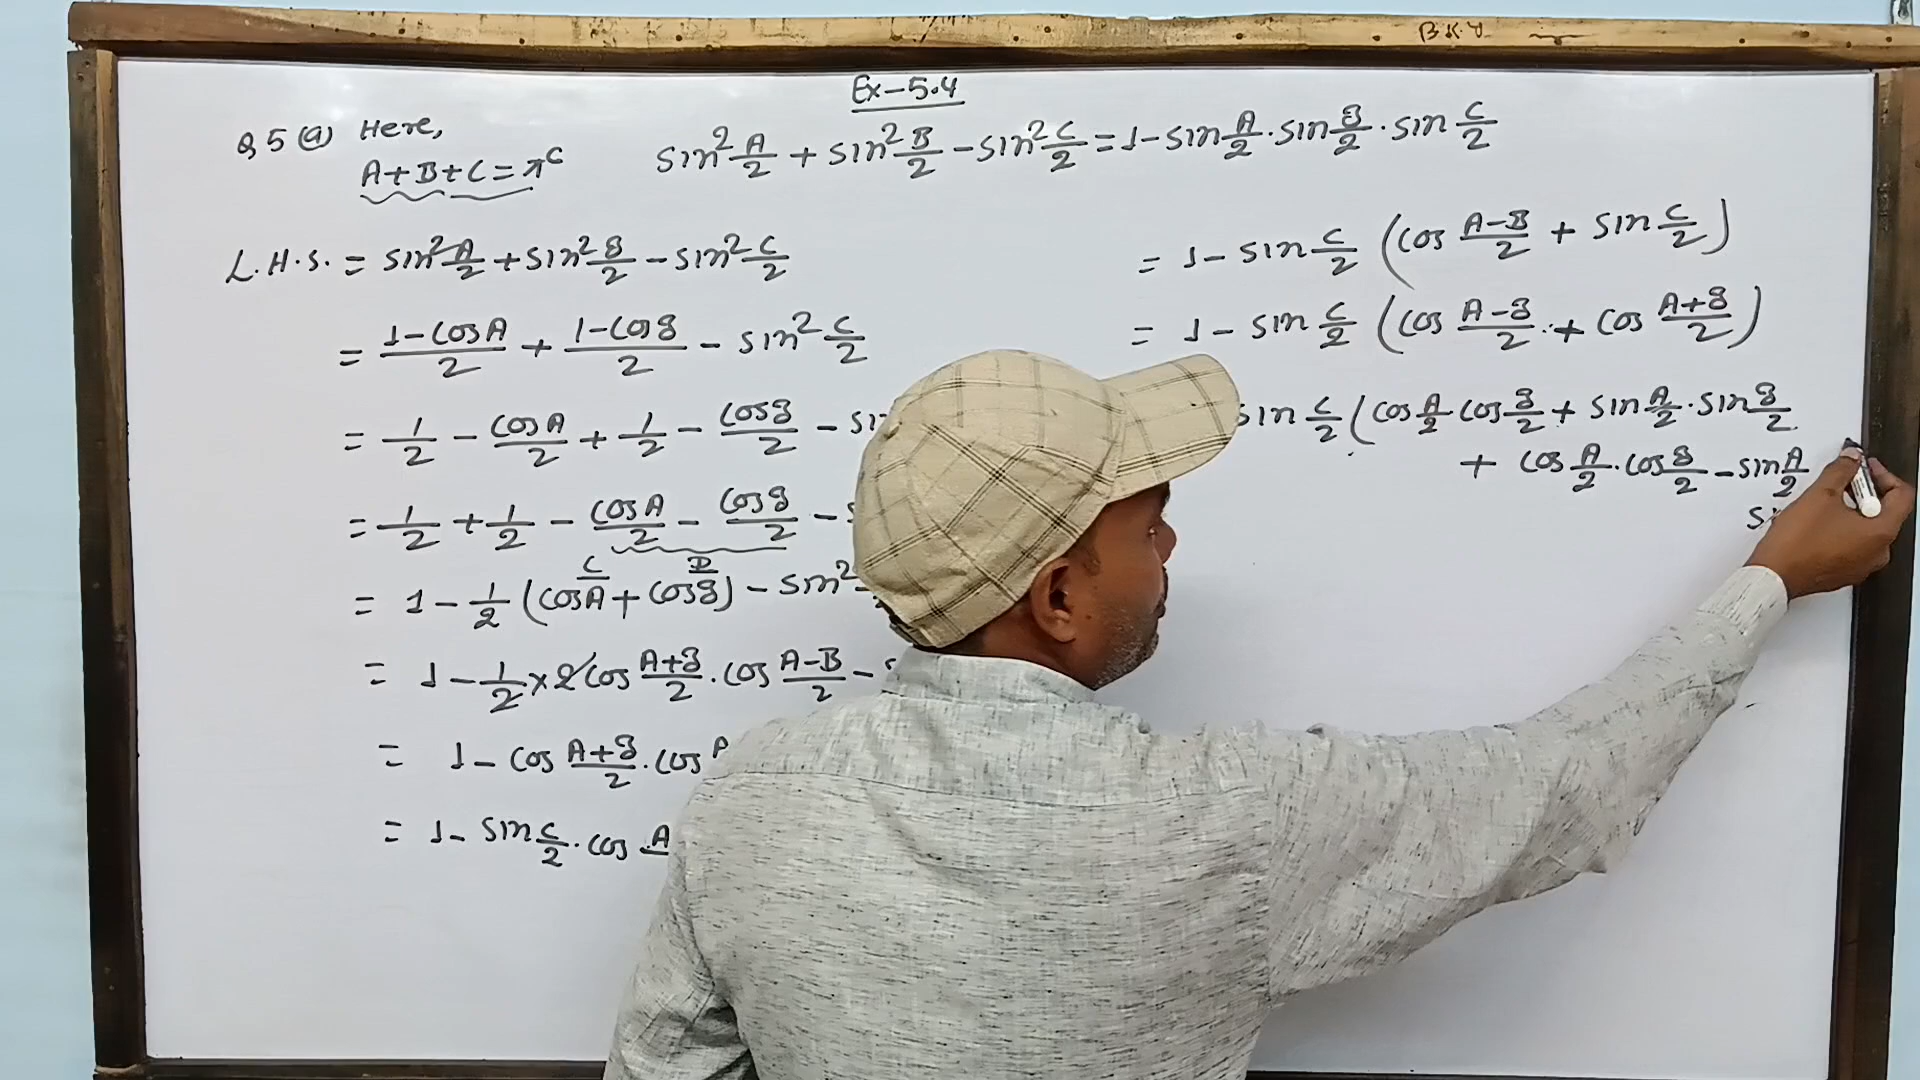 B.K.Y
Ex-5.4
Q5(a) Here,
A+B+C=π^c
sin²A/2 + sin²B/2 - sin²C/2 = 1 - sin A/2 . sin B/2 . sin C/2
L.H.S. = sin²A/2 + sin²B/2 - sin²C/2
= (1-cosA)/2 + (1-cosB)/2 - sin²C/2
= 1/2 - cosA/2 + 1/2 - cosB/2 -
= 1/2 + 1/2 - cosA/2 - cosB/2 -
C D
= 1 - 1/2 (cosA + cosB) - sin²
= 1 - 1/2 × 2cos (A+B)/2 . cos (A-B)/2 -
= 1 - cos (A+B)/2 . cos
= 1 - sin C/2 . cos A
= 1 - sin C/2 (cos (A-B)/2 + sin C/2)
= 1 - sin C/2 (cos (A-B)/2 + cos (A+B)/2)
sin C/2 (cos A/2 cos B/2 + sin A/2 . sin B/2
+ cos A/2 . cos B/2 - sin A/2